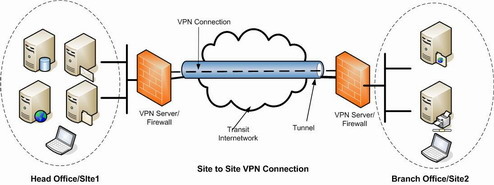 VPN Connection
VPN Server/
Firewall
Transit
Internetwork
Tunnel
VPN Server/
Firewall
Site to Site VPN Connection
Head Office/SIte1
Branch Office/Site2